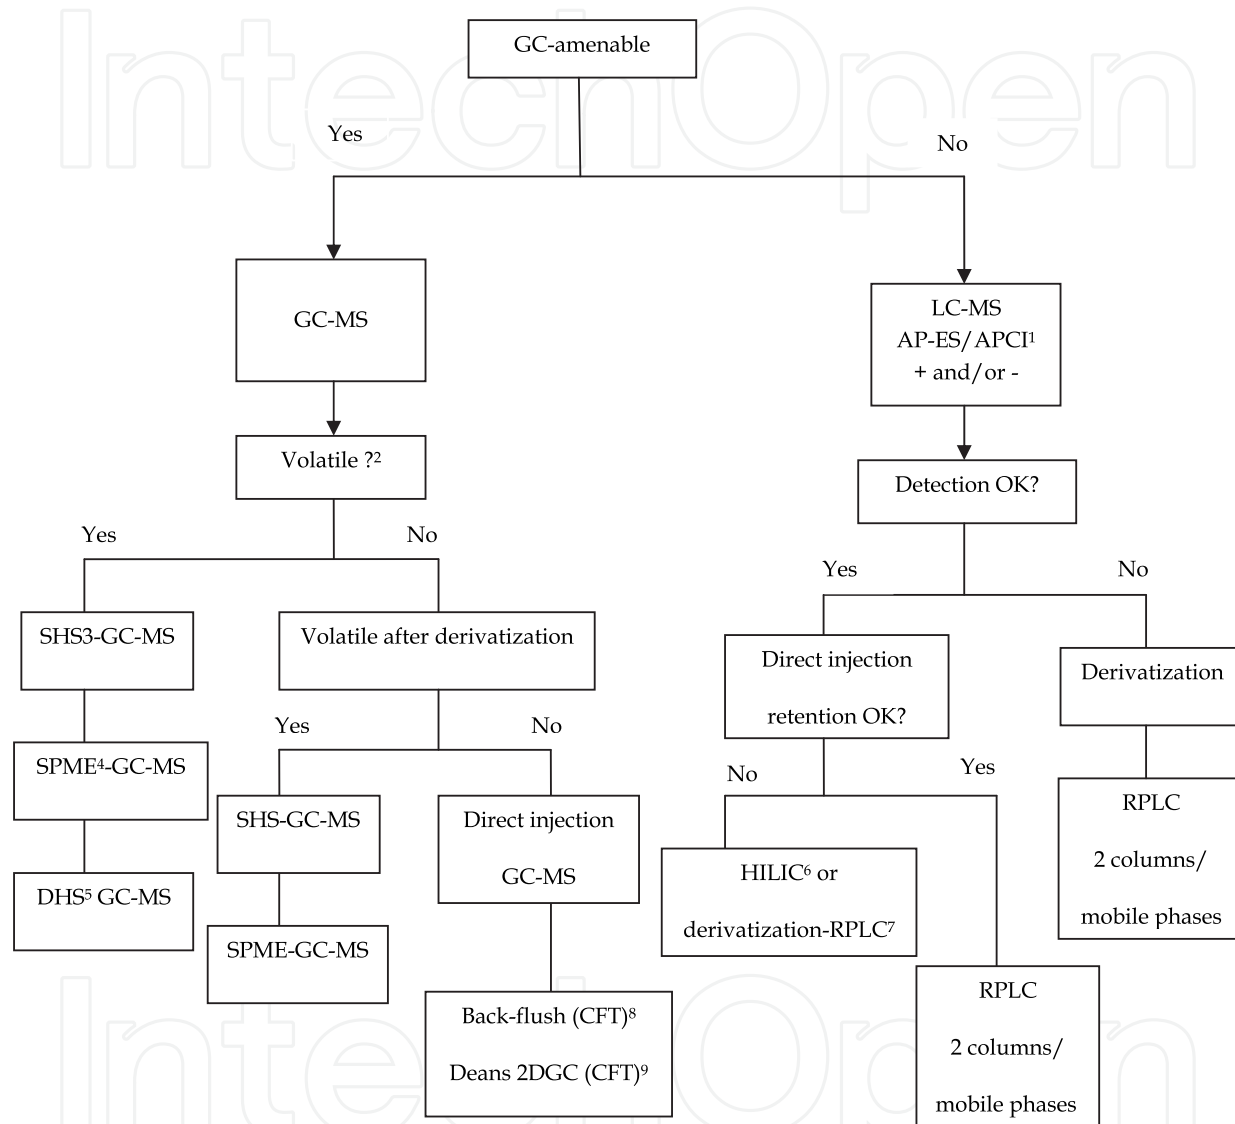 IntechOpen
GC-amenable
Yes
No
GC-MS
LC-MS
AP-ES/APCI¹
+ and/or -
Volatile ?²
Detection OK?
Yes
No
Yes
No
SHS3-GC-MS
Volatile after derivatization
Direct injection
retention OK?
Derivatization
Yes
No
No
Yes
SPME⁴-GC-MS
SHS-GC-MS
Direct injection
GC-MS
RPLC
2 columns/
mobile phases
DHS⁵ GC-MS
HILIC⁶ or
derivatization-RPLC⁷
SPME-GC-MS
Back-flush (CFT)⁸
Deans 2DGC (CFT)⁹
RPLC
2 columns/
mobile phases
IntechOpen